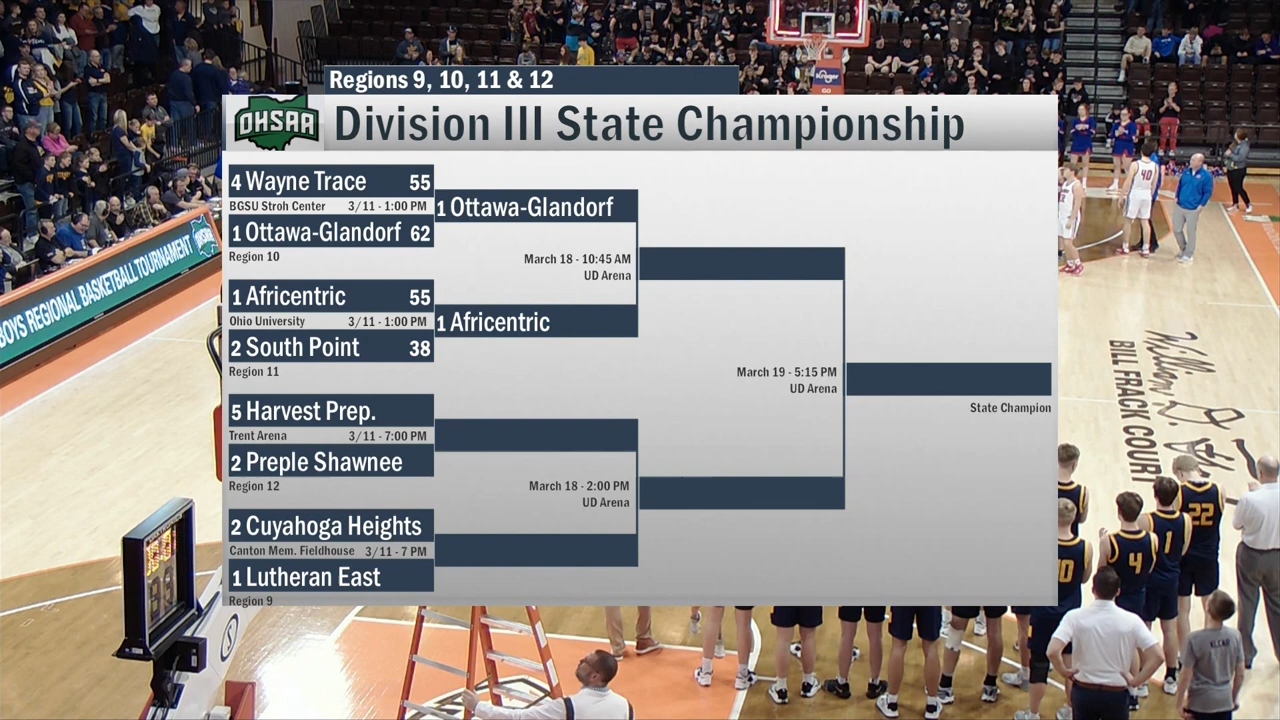 Regions 9, 10, 11 & 12
OHSAA
Division III State Championship
4 Wayne Trace 55
BGSU Stroh Center 3/11 - 1:00 PM
1 Ottawa-Glandorf 62
Region 10
1 Africentric 55
Ohio University 3/11 - 1:00 PM
2 South Point 38
Region 11
5 Harvest Prep.
Trent Arena 3/11 - 7:00 PM
2 Preple Shawnee
Region 12
2 Cuyahoga Heights
Canton Mem. Fieldhouse 3/11 - 7 PM
1 Lutheran East
Region 9
1 Ottawa-Glandorf
March 18 - 10:45 AM
UD Arena
1 Africentric
March 18 - 2:00 PM
UD Arena
March 19 - 5:15 PM
UD Arena
State Champion
BOYS REGIONAL BASKETBALL TOURNAMENT
OHSAA
Kroger
40
BILL FRACK COURT
22
1
4
10